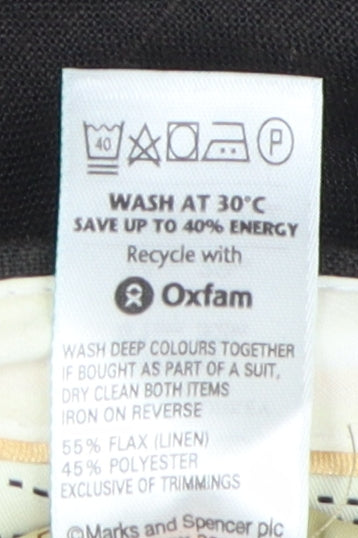 40 P
WASH AT 30°C
SAVE UP TO 40% ENERGY
Recycle with
Oxfam
WASH DEEP COLOURS TOGETHER
IF BOUGHT AS PART OF A SUIT,
DRY CLEAN BOTH ITEMS
IRON ON REVERSE
55% FLAX (LINEN)
45% POLYESTER
EXCLUSIVE OF TRIMMINGS
©Marks and Spencer plc